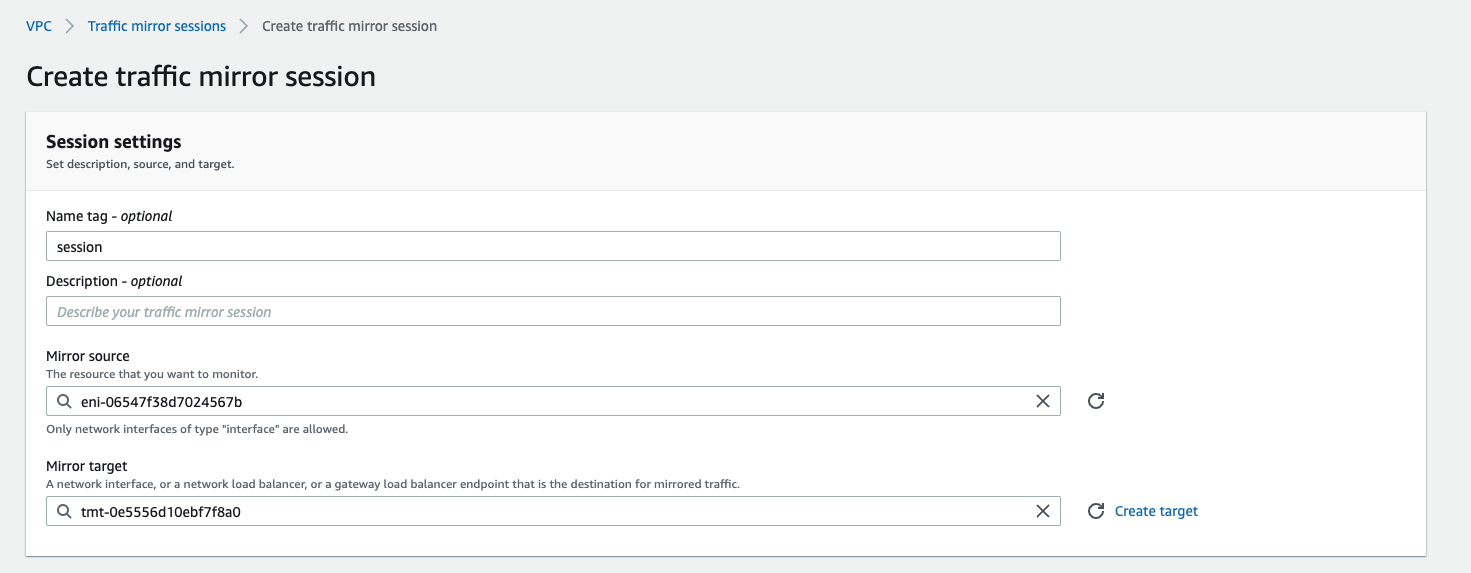 VPC > Traffic mirror sessions > Create traffic mirror session
Create traffic mirror session
Session settings
Set description, source, and target.
Name tag - optional
session
Description - optional
Describe your traffic mirror session
Mirror source
The resource that you want to monitor.
eni-06547f38d7024567b
Only network interfaces of type "interface" are allowed.
Mirror target
A network interface, or a network load balancer, or a gateway load balancer endpoint that is the destination for mirrored traffic.
tmt-0e5556d10ebf7f8a0
Create target